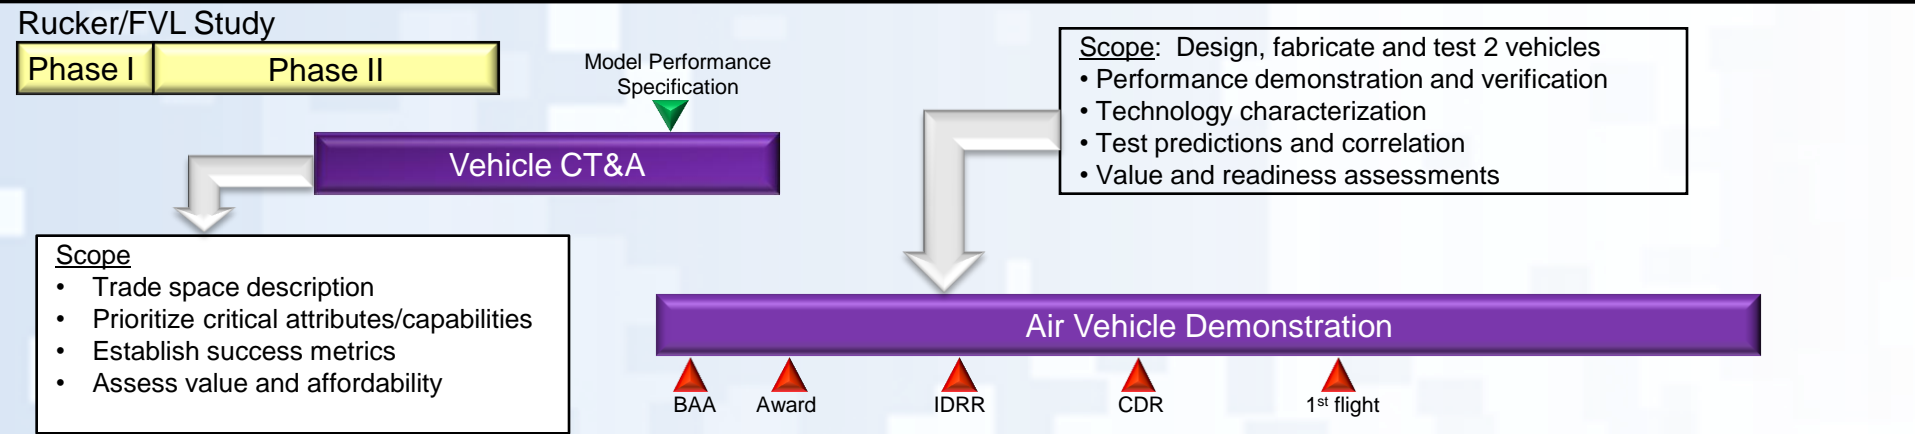 Rucker/FVL Study
Phase I
Phase II
Model Performance
Specification
Vehicle CT&A
Scope
• Trade space description
• Prioritize critical attributes/capabilities
• Establish success metrics
• Assess value and affordability
Scope: Design, fabricate and test 2 vehicles
• Performance demonstration and verification
• Technology characterization
• Test predictions and correlation
• Value and readiness assessments
Air Vehicle Demonstration
BAA
Award
IDRR
CDR
1st flight